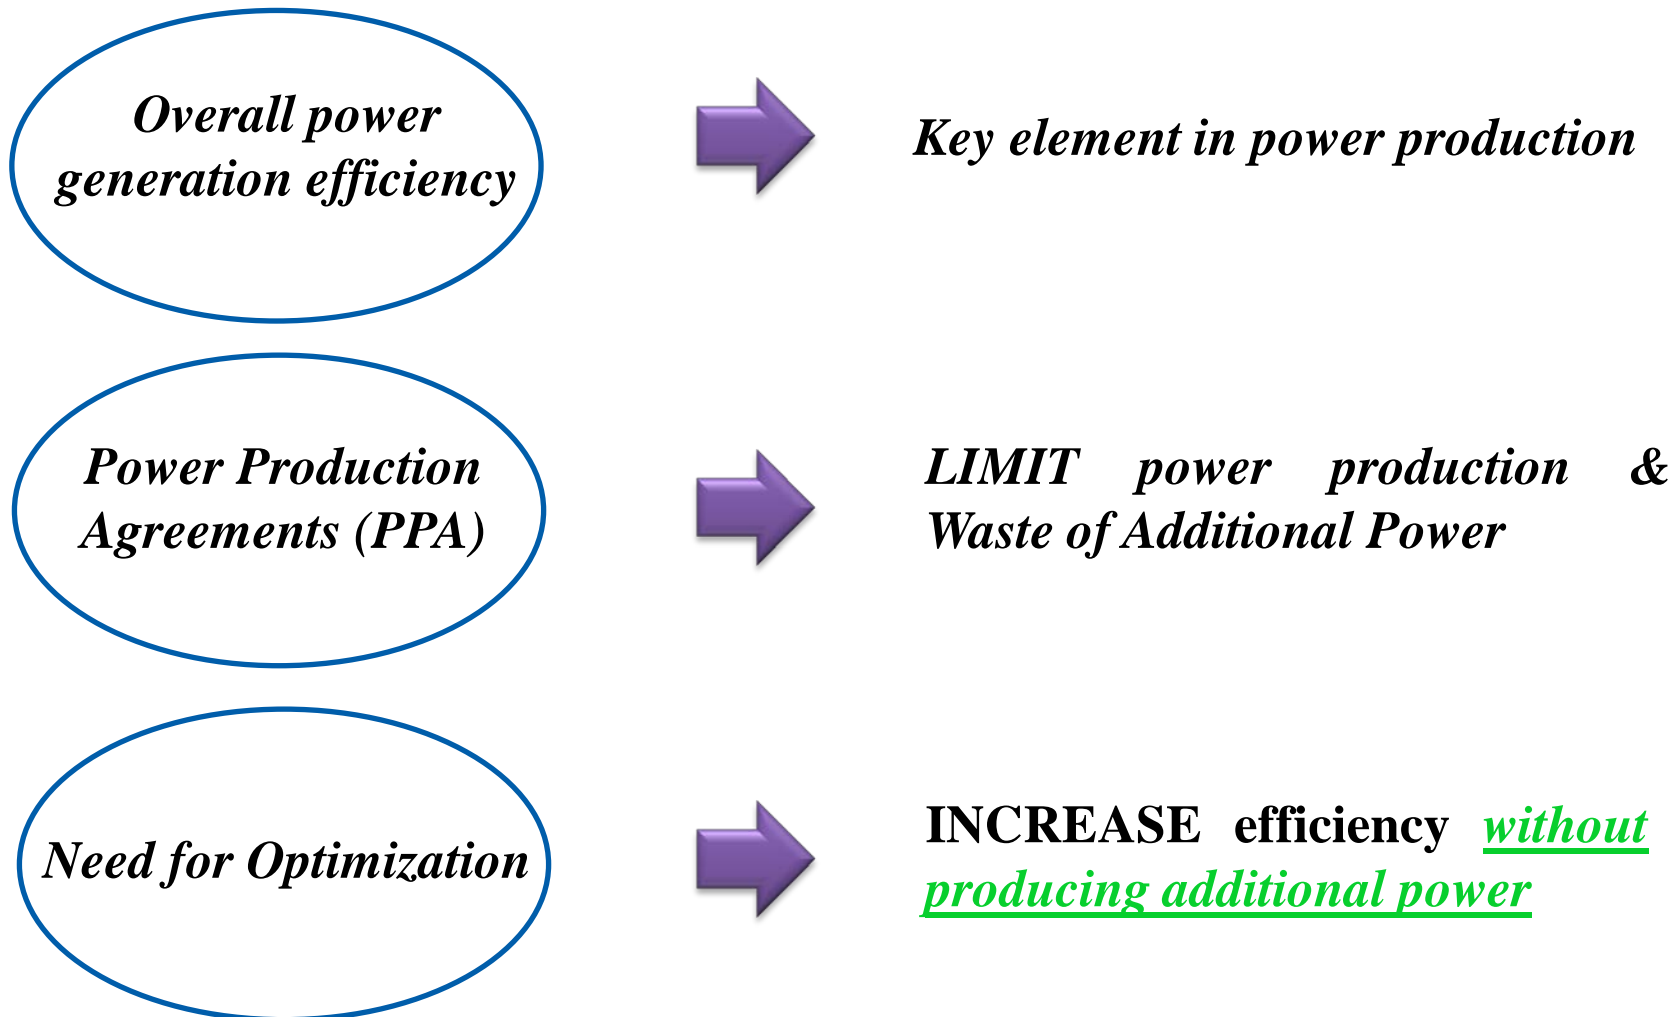 Overall power
generation efficiency
Key element in power production
Power Production
Agreements (PPA)
LIMIT power production &
Waste of Additional Power
Need for Optimization
INCREASE efficiency without
producing additional power